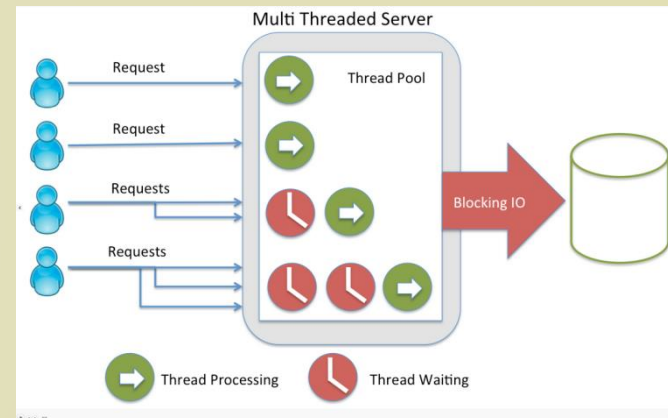 Multi Threaded Server
Request
Thread Pool
Request
Requests
Blocking IO
Requests
Thread Processing
Thread Waiting